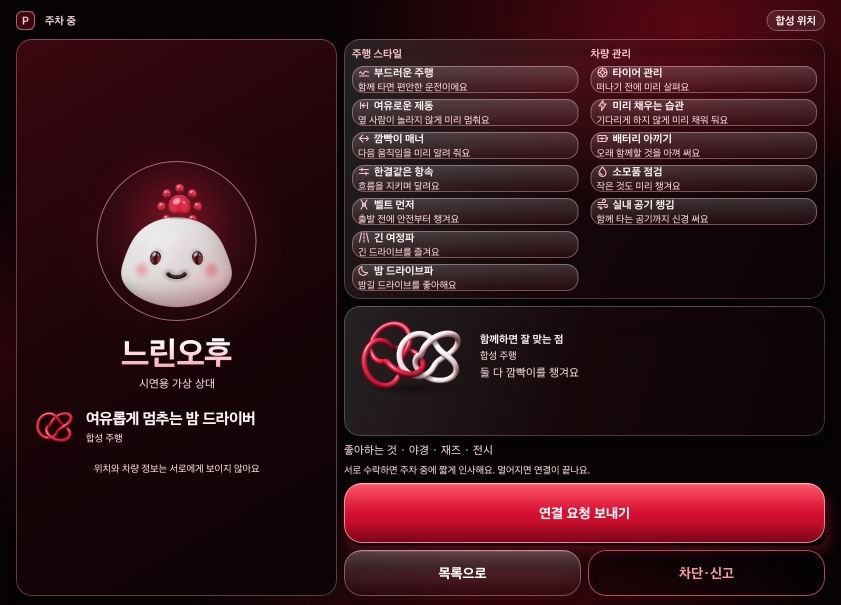 P 주차 중
합성 위치
느린오후
시연용 가상 상대
여유롭게 멈추는 밤 드라이버
합성 주행
위치와 차량 정보는 서로에게 보이지 않아요
주행 스타일
부드러운 주행
함께 타면 편안한 운전이에요
여유로운 제동
옆 사람이 놀라지 않게 미리 멈춰요
깜빡이 매너
다음 움직임을 미리 알려 줘요
한결같은 항속
흐름을 지키며 달려요
벨트 먼저
출발 전에 안전부터 챙겨요
긴 여정파
긴 드라이브를 즐겨요
밤 드라이브파
밤길 드라이브를 좋아해요
차량 관리
타이어 관리
떠나기 전에 미리 살펴요
미리 채우는 습관
기다리게 하지 않게 미리 채워 둬요
배터리 아끼기
오래 함께할 것을 아껴 써요
소모품 점검
작은 것도 미리 챙겨요
실내 공기 챙김
함께 타는 공기까지 신경 써요
함께하면 잘 맞는 점
합성 주행
둘 다 깜빡이를 챙겨요
좋아하는 것 · 야경 · 재즈 · 전시
서로 수락하면 주차 중에 짧게 인사해요. 멀어지면 연결이 끝나요.
연결 요청 보내기
목록으로
차단·신고